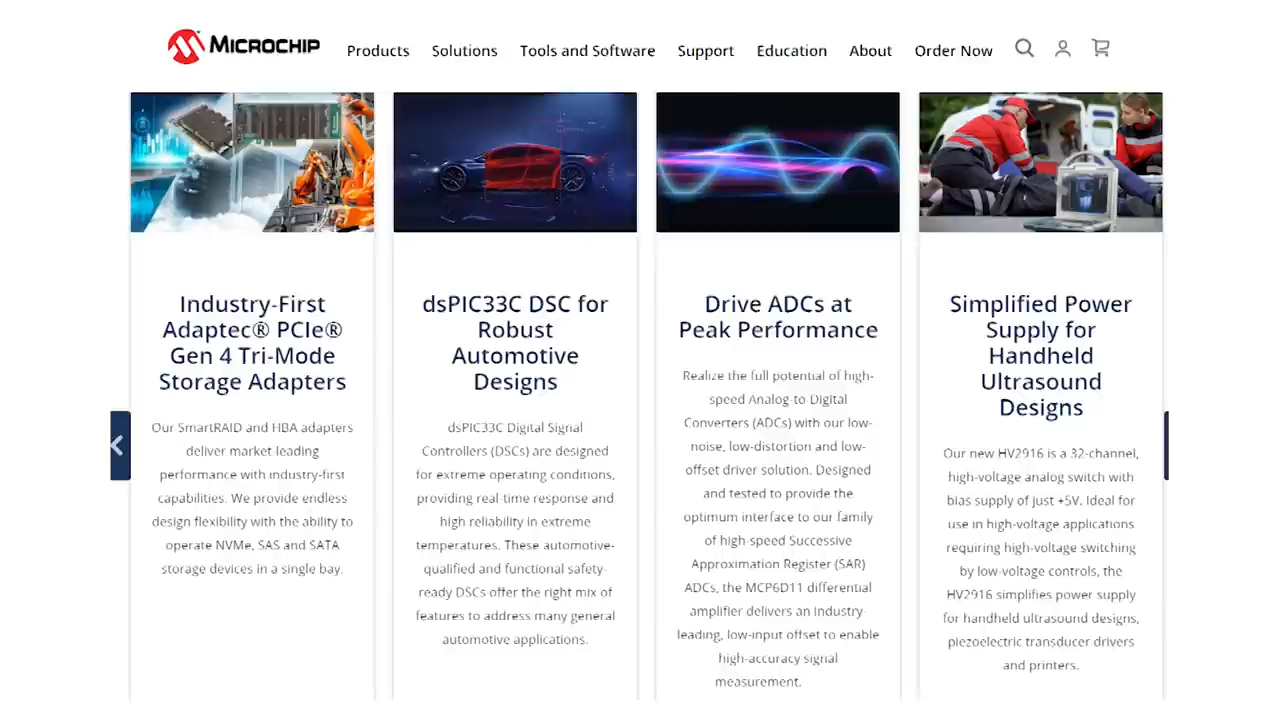 MICROCHIP
Products Solutions Tools and Software Support Education About Order Now
Industry-First
Adaptec® PCIe®
Gen 4 Tri-Mode
Storage Adapters
Our SmartRAID and HBA adapters
deliver market-leading
performance with industry-first
capabilities. We provide endless
design flexibility with the ability to
operate NVMe, SAS and SATA
storage devices in a single bay.
dsPIC33C DSC for
Robust
Automotive
Designs
dsPIC33C Digital Signal
Controllers (DSCs) are designed
for extreme operating conditions,
providing real-time response and
high reliability in extreme
temperatures. These automotive-
qualified and functional safety-
ready DSCs offer the right mix of
features to address many general
automotive applications.
Drive ADCs at
Peak Performance
Realize the full potential of high-
speed Analog-to Digital
Converters (ADCs) with our low-
noise, low-distortion and low-
offset driver solution. Designed
and tested to provide the
optimum interface to our family
of high-speed Successive
Approximation Register (SAR)
ADCs, the MCP6D11 differential
amplifier delivers an industry-
leading, low-input offset to enable
high-accuracy signal
measurement.
Simplified Power
Supply for
Handheld
Ultrasound
Designs
Our new HV2916 is a 32-channel,
high-voltage analog switch with
bias supply of just +5V. Ideal for
use in high-voltage applications
requiring high-voltage switching
by low-voltage controls, the
HV2916 simplifies power supply
for handheld ultrasound designs,
piezoelectric transducer drivers
and printers.